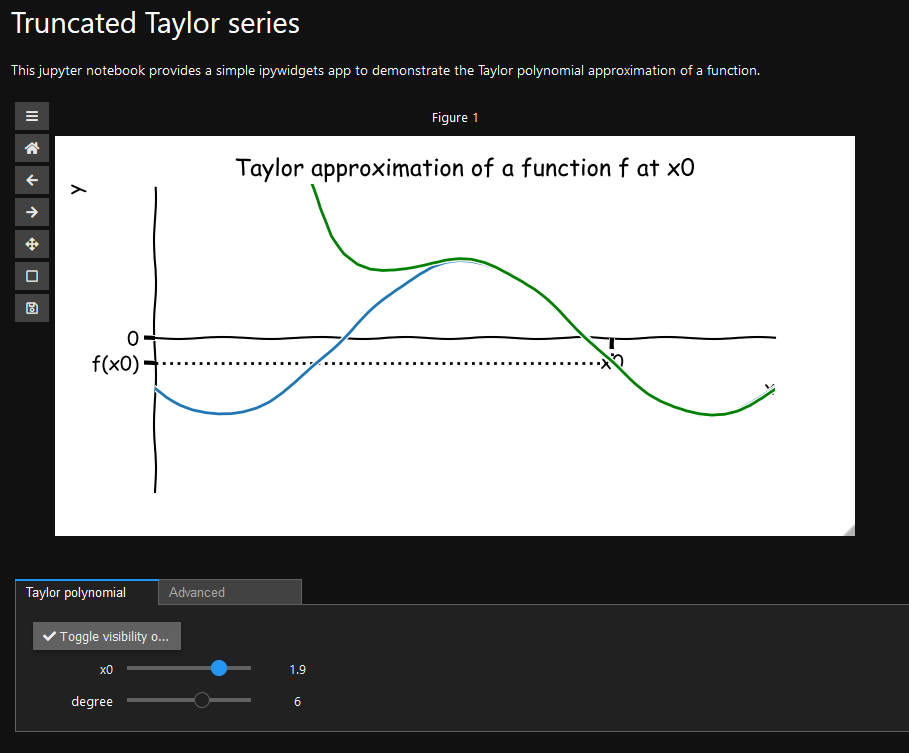 Truncated Taylor series
This jupyter notebook provides a simple ipywidgets app to demonstrate the Taylor polynomial approximation of a function.
Figure 1
Taylor approximation of a function f at x0
y
0
f(x0)
x0
x
Taylor polynomial
Advanced
Toggle visibility o...
x0 1.9
degree 6